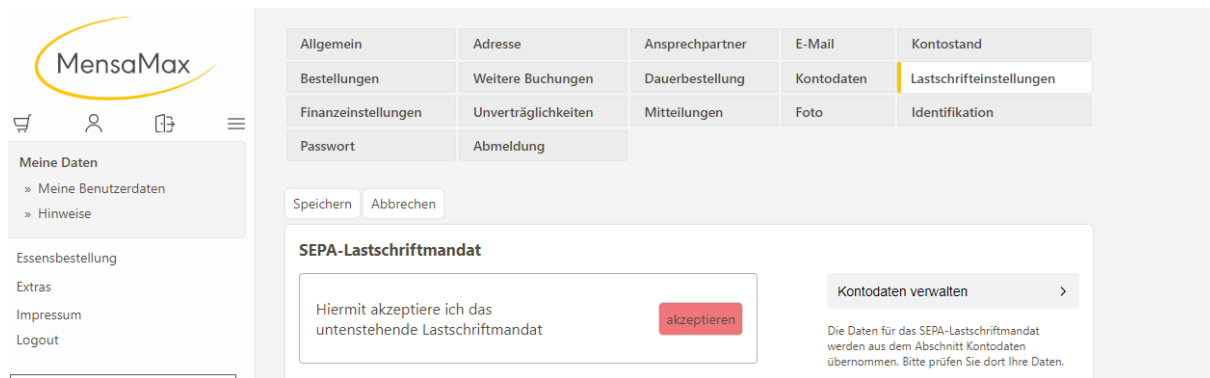 MensaMax
Meine Daten
» Meine Benutzerdaten
» Hinweise
Essensbestellung
Extras
Impressum
Logout
Allgemein Adresse Ansprechpartner E-Mail Kontostand
Bestellungen Weitere Buchungen Dauerbestellung Kontodaten Lastschrifteinstellungen
Finanzeinstellungen Unverträglichkeiten Mitteilungen Foto Identifikation
Passwort Abmeldung
Speichern Abbrechen
SEPA-Lastschriftmandat
Hiermit akzeptiere ich das
untenstehende Lastschriftmandat
akzeptieren
Kontodaten verwalten
Die Daten für das SEPA-Lastschriftmandat
werden aus dem Abschnitt Kontodaten
übernommen. Bitte prüfen Sie dort Ihre Daten.